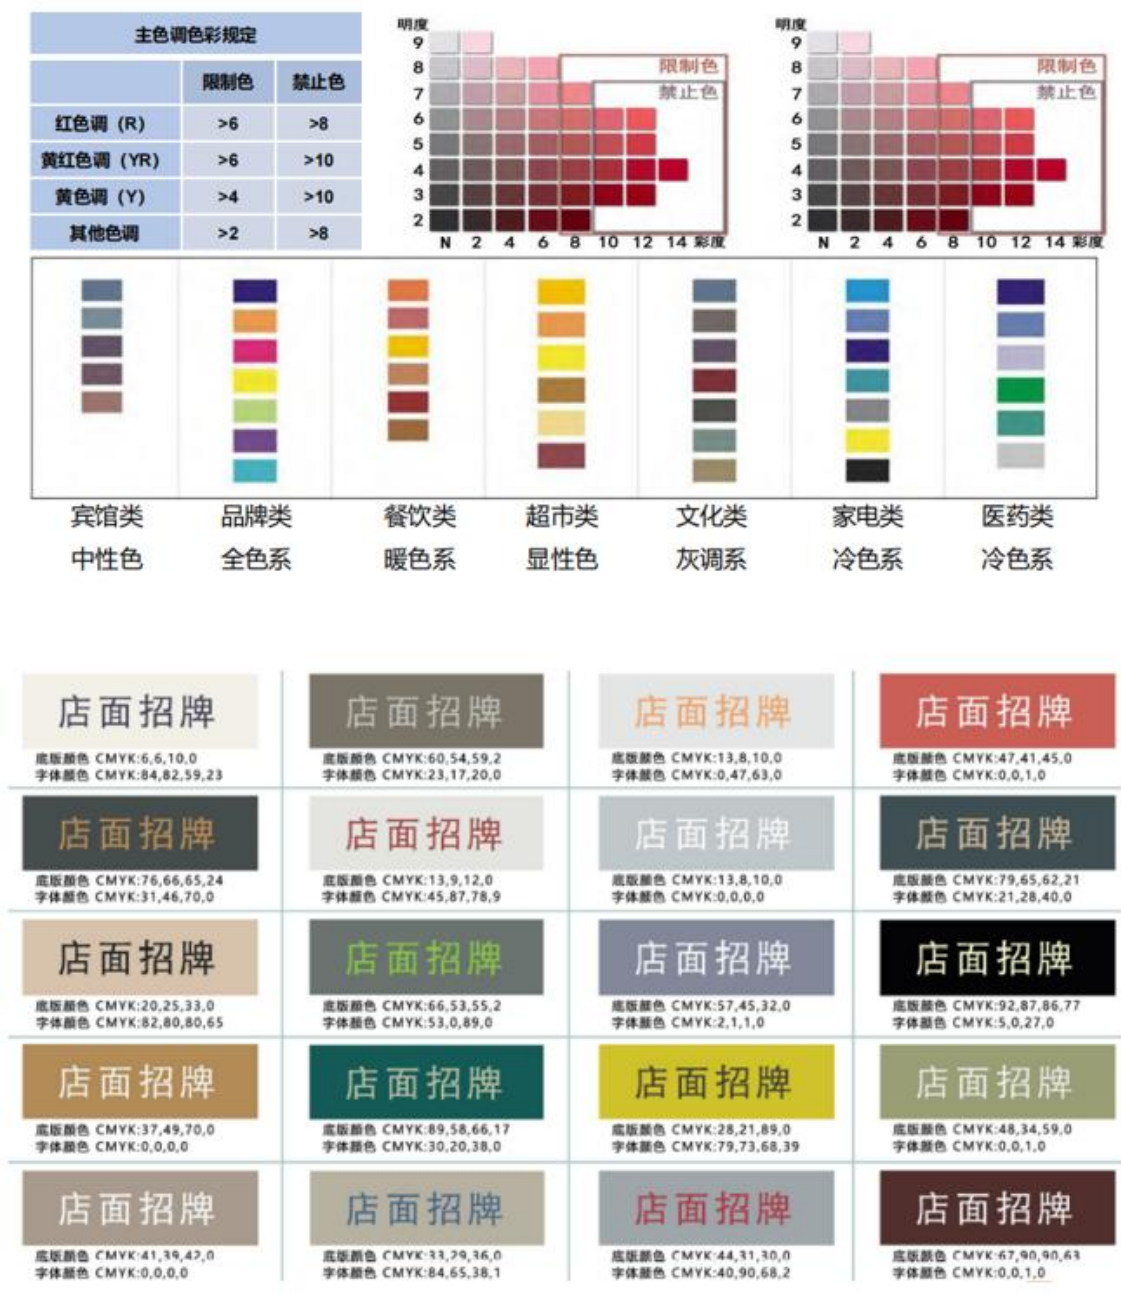 主色调色彩规定
限制色 禁止色
红色调（R） >6 >8
黄红色调（YR） >6 >10
黄色调（Y） >4 >10
其他色调 >2 >8
明度
9
8 限制色
7 禁止色
6
5
4
3
2
N 2 4 6 8 10 12 14 彩度
明度
9
8 限制色
7 禁止色
6
5
4
3
2
N 2 4 6 8 10 12 14 彩度
宾馆类 品牌类 餐饮类 超市类 文化类 家电类 医药类
中性色 全色系 暖色系 显性色 灰调系 冷色系 冷色系
店面招牌 店面招牌 店面招牌 店面招牌
底版颜色 CMYK:6,6,10,0 底版颜色 CMYK:60,54,59,2 底版颜色 CMYK:13,8,10,0 底版颜色 CMYK:47,41,45,0
字体颜色 CMYK:84,82,59,23 字体颜色 CMYK:23,17,20,0 字体颜色 CMYK:0,47,63,0 字体颜色 CMYK:0,0,1,0
店面招牌 店面招牌 店面招牌 店面招牌
底版颜色 CMYK:76,66,65,24 底版颜色 CMYK:13,9,12,0 底版颜色 CMYK:13,8,10,0 底版颜色 CMYK:79,65,62,21
字体颜色 CMYK:31,46,70,0 字体颜色 CMYK:45,87,78,9 字体颜色 CMYK:0,0,0,0 字体颜色 CMYK:21,28,40,0
店面招牌 店面招牌 店面招牌 店面招牌
底版颜色 CMYK:20,25,33,0 底版颜色 CMYK:66,53,55,2 底版颜色 CMYK:57,45,32,0 底版颜色 CMYK:92,87,86,77
字体颜色 CMYK:82,80,80,65 字体颜色 CMYK:53,0,89,0 字体颜色 CMYK:2,1,1,0 字体颜色 CMYK:5,0,27,0
店面招牌 店面招牌 店面招牌 店面招牌
底版颜色 CMYK:37,49,70,0 底版颜色 CMYK:89,58,66,17 底版颜色 CMYK:28,21,89,0 底版颜色 CMYK:48,34,59,0
字体颜色 CMYK:0,0,0,0 字体颜色 CMYK:30,20,38,0 字体颜色 CMYK:79,73,68,39 字体颜色 CMYK:0,0,1,0
店面招牌 店面招牌 店面招牌 店面招牌
底版颜色 CMYK:41,39,42,0 底版颜色 CMYK:33,29,36,0 底版颜色 CMYK:44,31,30,0 底版颜色 CMYK:67,90,90,63
字体颜色 CMYK:0,0,0,0 字体颜色 CMYK:84,65,38,1 字体颜色 CMYK:40,90,68,2 字体颜色 CMYK:0,0,1,0